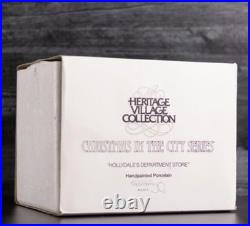 HERITAGE
VILLAGE
COLLECTION
CHRISTMAS IN THE CITY SERIES
"HOLLYDALE'S DEPARTMENT STORE"
Handpainted Porcelain